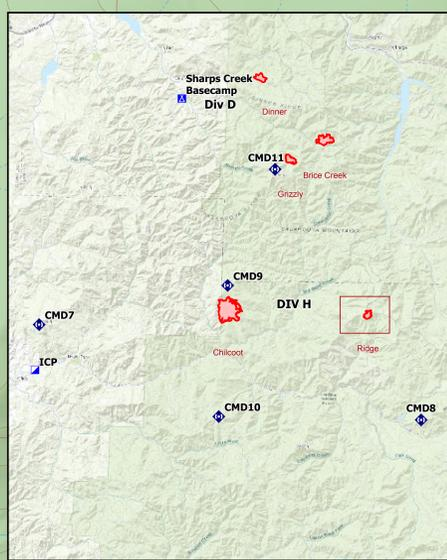 Sharps Creek
Basecamp
Div D
Dinner
CMD11
Brice Creek
Grizzly
CMD9
DIV H
CMD7
Chilcoot
Ridge
ICP
CMD10
CMD8